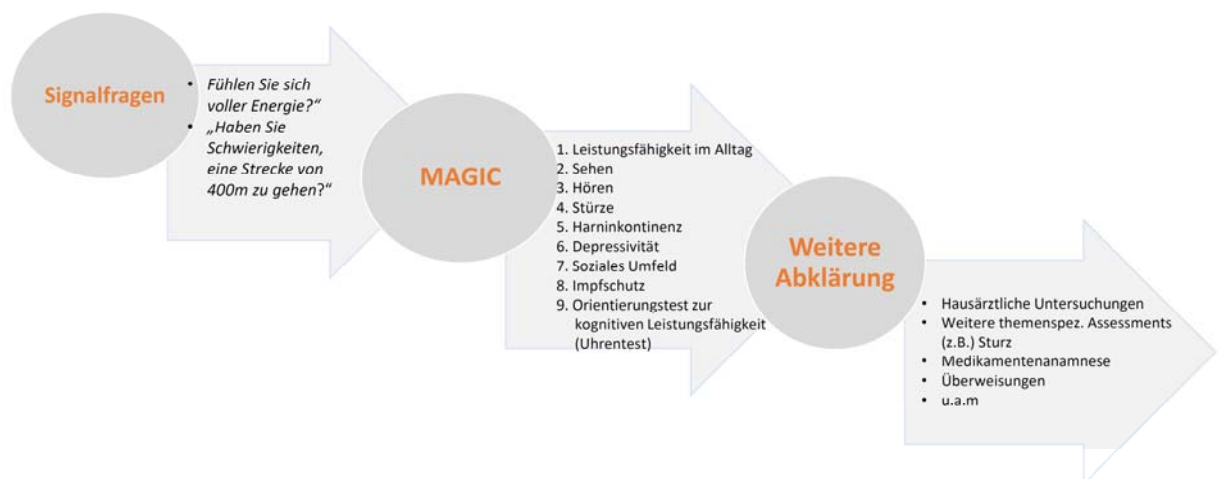 Signalfragen
• Fühlen Sie sich
voller Energie?“
• „Haben Sie
Schwierigkeiten,
eine Strecke von
400m zu gehen?“
MAGIC
1. Leistungsfähigkeit im Alltag
2. Sehen
3. Hören
4. Stürze
5. Harninkontinenz
6. Depressivität
7. Soziales Umfeld
8. Impfschutz
9. Orientierungstest zur
kognitiven Leistungsfähigkeit
(Uhrentest)
Weitere
Abklärung
• Hausärztliche Untersuchungen
• Weitere themenspez. Assessments
(z.B.) Sturz
• Medikamentenanamnese
• Überweisungen
• u.a.m